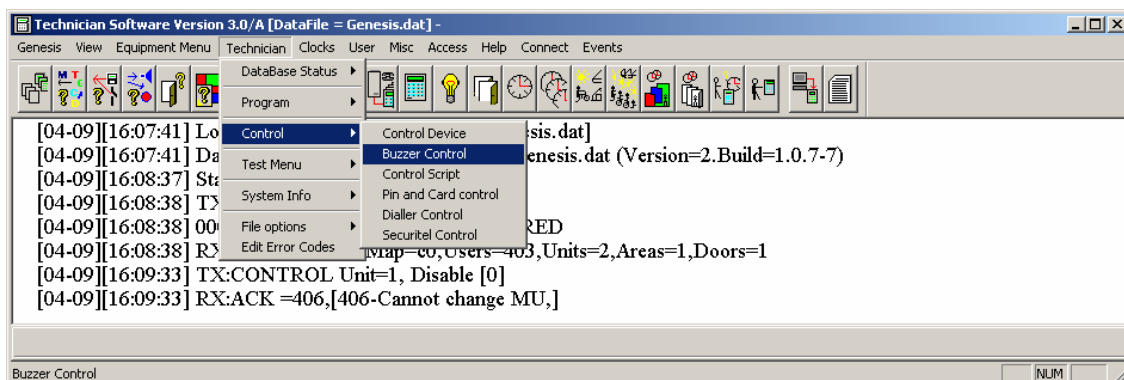 Technician Software Version 3.0/A [DataFile = Genesis.dat] -
Genesis View Equipment Menu Technician Clocks User Misc Access Help Connect Events
DataBase Status
Program
Control
Test Menu
System Info
File options
Edit Error Codes
Control Device
Buzzer Control
Control Script
Pin and Card control
Dialler Control
Securitel Control
[04-09][16:07:41] Lo sis.dat]
[04-09][16:07:41] Da enesis.dat (Version=2.Build=1.0.7-7)
[04-09][16:08:37] Sta
[04-09][16:08:38] TX
[04-09][16:08:38] 00 RED
[04-09][16:08:38] RX Map=c0,Users=403,Units=2,Areas=1,Doors=1
[04-09][16:09:33] TX:CONTROL Unit=1, Disable [0]
[04-09][16:09:33] RX:ACK =406,[406-Cannot change MU,]
Buzzer Control NUM